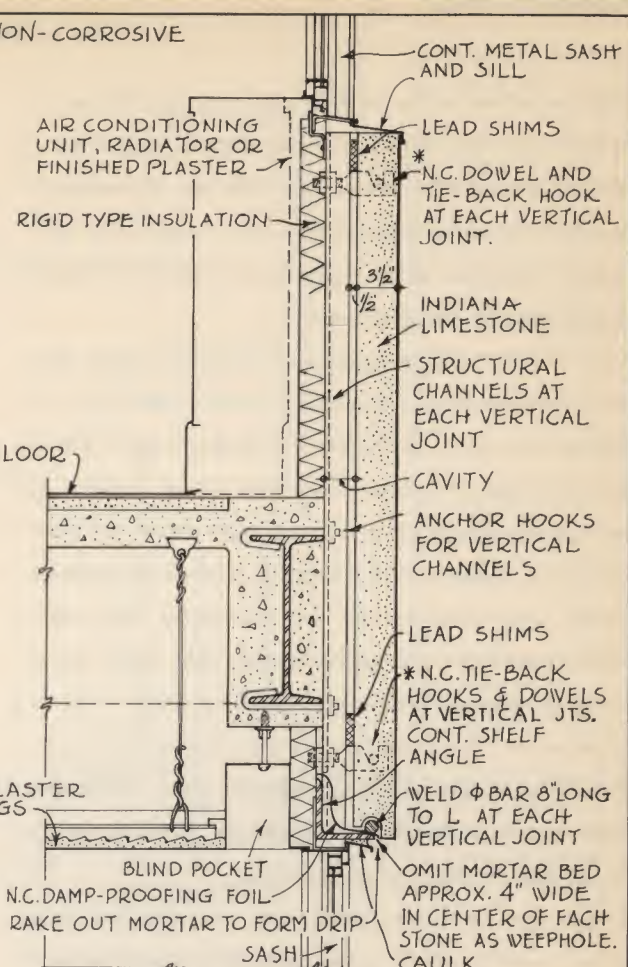 ON-CORROSIVE
CONT. METAL SASH
AND SILL
AIR CONDITIONING
UNIT, RADIATOR OR
FINISHED PLASTER
LEAD SHIMS
*
N.C. DOWEL AND
TIE-BACK HOOK
AT EACH VERTICAL
JOINT.
RIGID TYPE INSULATION
3½"
½"
INDIANA
LIMESTONE
STRUCTURAL
CHANNELS AT
EACH VERTICAL
JOINT
LOOR
CAVITY
ANCHOR HOOKS
FOR VERTICAL
CHANNELS
LEAD SHIMS
* N.C. TIE-BACK
HOOKS & DOWELS
AT VERTICAL JTS.
CONT. SHELF
ANGLE
LASTER
GS
WELD Φ BAR 8" LONG
TO L AT EACH
VERTICAL JOINT
BLIND POCKET
N.C. DAMP-PROOFING FOIL
RAKE OUT MORTAR TO FORM DRIP
SASH
OMIT MORTAR BED
APPROX. 4" WIDE
IN CENTER OF EACH
STONE AS WEEPHOLE.
CAULK